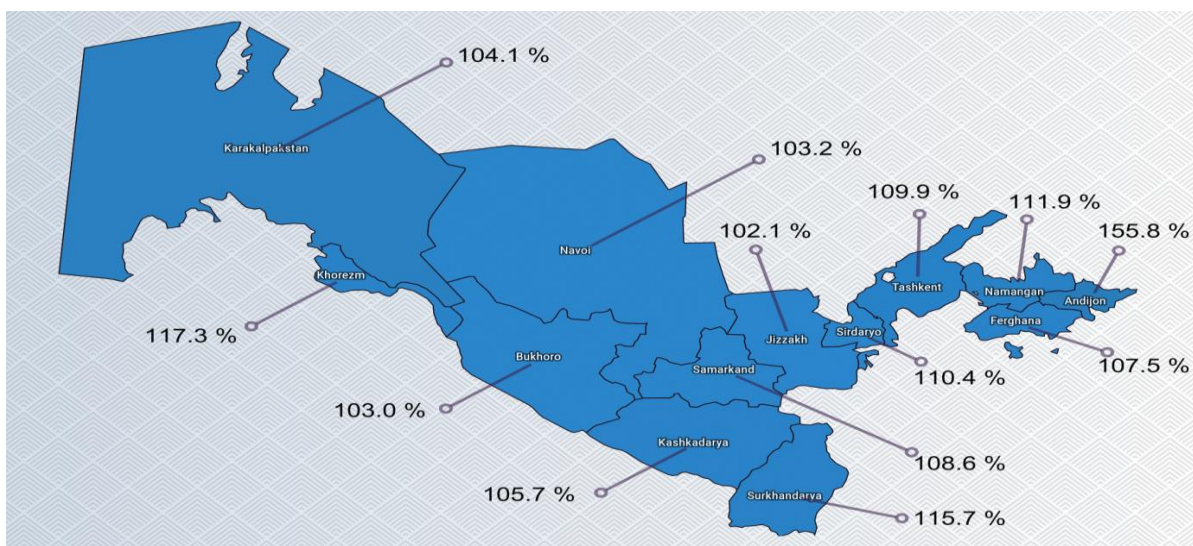 104.1 %
Karakalpakstan
103.2 %
109.9 %
111.9 %
102.1 %
155.8 %
Navoi
Khorezm
Tashkent
Namangan
Andijon
Ferghana
117.3 %
Sirdaryo
Jizzakh
Bukhoro
Samarkand
107.5 %
110.4 %
103.0 %
Kashkadarya
108.6 %
105.7 %
Surkhandarya
115.7 %